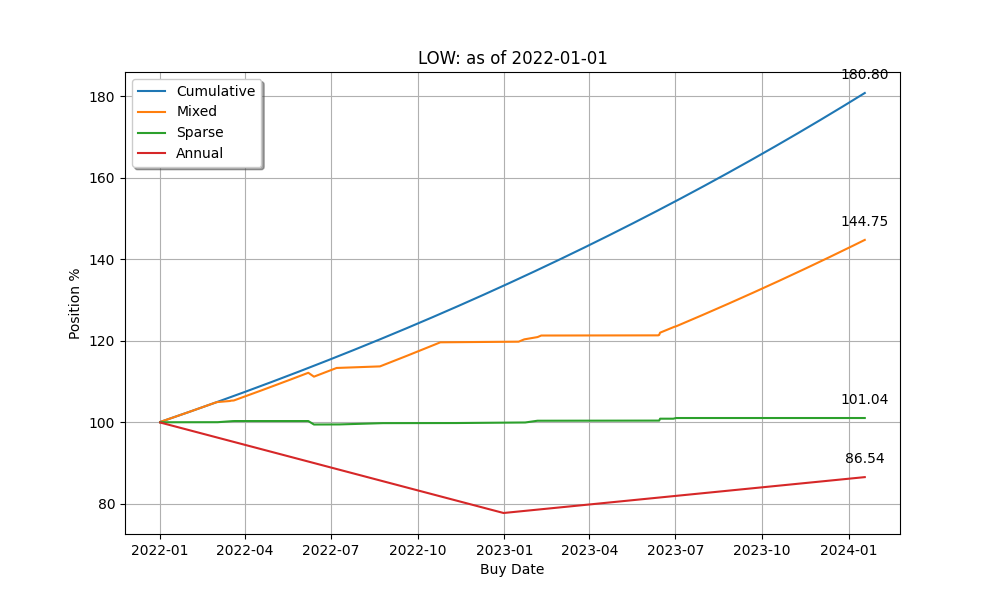 LOW: as of 2022-01-01
180.80
Cumulative
Mixed
Sparse
Annual
144.75
101.04
86.54
Position %
180
160
140
120
100
80
2022-01 2022-04 2022-07 2022-10 2023-01 2023-04 2023-07 2023-10 2024-01
Buy Date